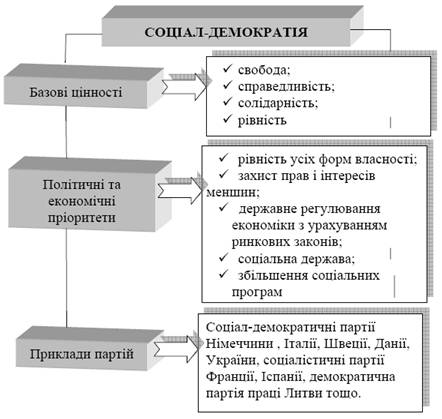 СОЦІАЛ-ДЕМОКРАТІЯ
Базові цінності
✓ свобода;
✓ справедливість;
✓ солідарність;
✓ рівність
Політичні та
економічні
пріоритети
✓ рівність усіх форм власності;
✓ захист прав і інтересів
меншин;
✓ державне регулювання
економіки з урахуванням
ринкових законів;
✓ соціальна держава;
✓ збільшення соціальних
програм
Приклади партій
Соціал-демократичні партії
Німеччини , Італії, Швеції, Данії,
України, соціалістичні партії
Франції, Іспанії, демократична
партія праці Литви тощо.